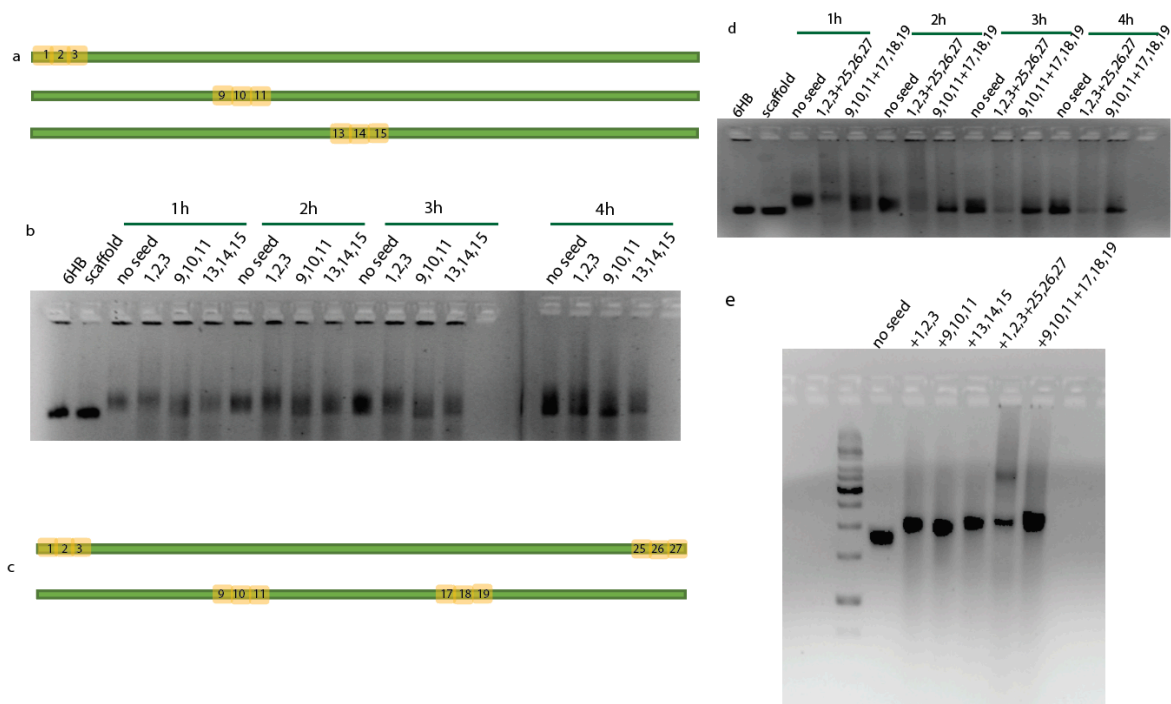 a
1 2 3
9 10 11
13 14 15
b
1h 2h 3h 4h
6HB scaffold no seed 1,2,3 9,10,11 13,14,15 no seed 1,2,3 9,10,11 13,14,15 no seed 1,2,3 9,10,11 13,14,15 no seed 1,2,3 9,10,11 13,14,15
c
1 2 3 25 26 27
9 10 11 17 18 19
d
1h 2h 3h 4h
6HB scaffold no seed 1,2,3+25,26,27 9,10,11+17,18,19 no seed 1,2,3+25,26,27 9,10,11+17,18,19 no seed 1,2,3+25,26,27 9,10,11+17,18,19 no seed 1,2,3+25,26,27 9,10,11+17,18,19
e
no seed +1,2,3 +9,10,11 +13,14,15 +1,2,3+25,26,27 +9,10,11+17,18,19